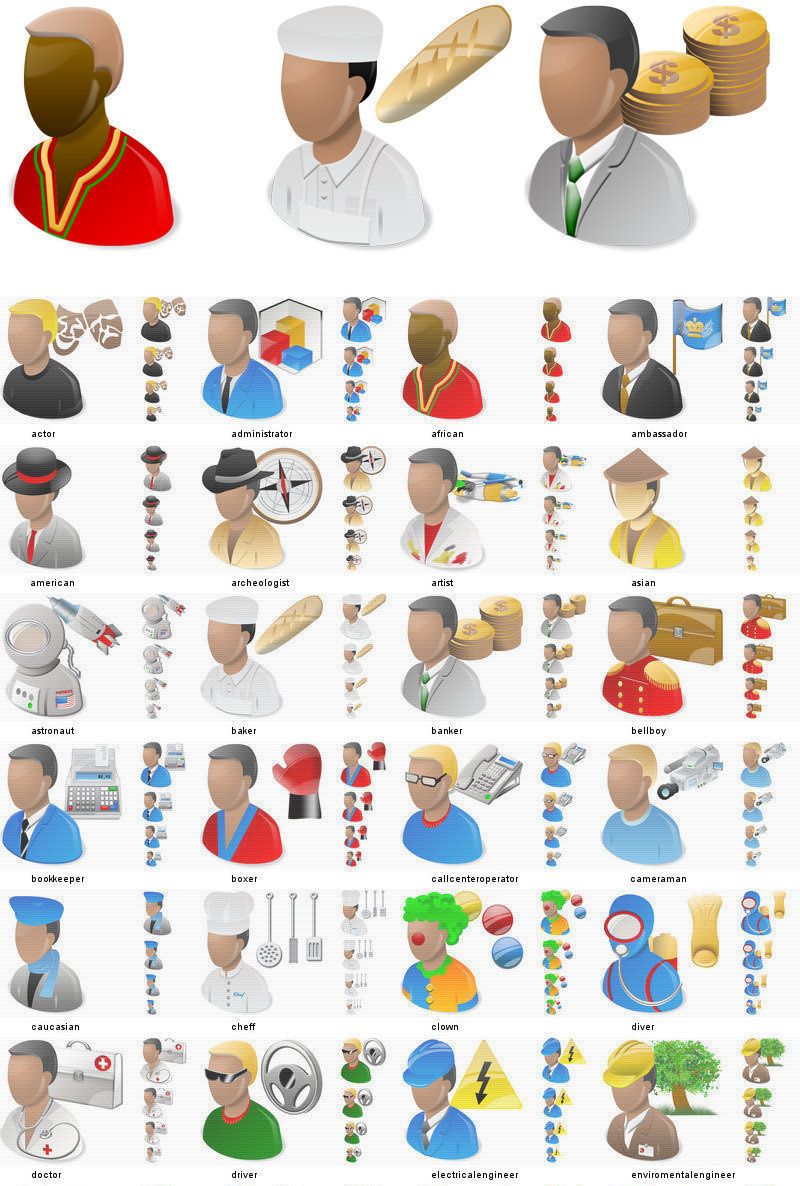 $ $
actor administrator african ambassador
american archeologist artist asian
$ $
astronaut baker banker bellboy
bookkeeper boxer callcenteroperator cameraman
caucasian cheff clown diver
doctor driver electricalengineer enviromentalengineer